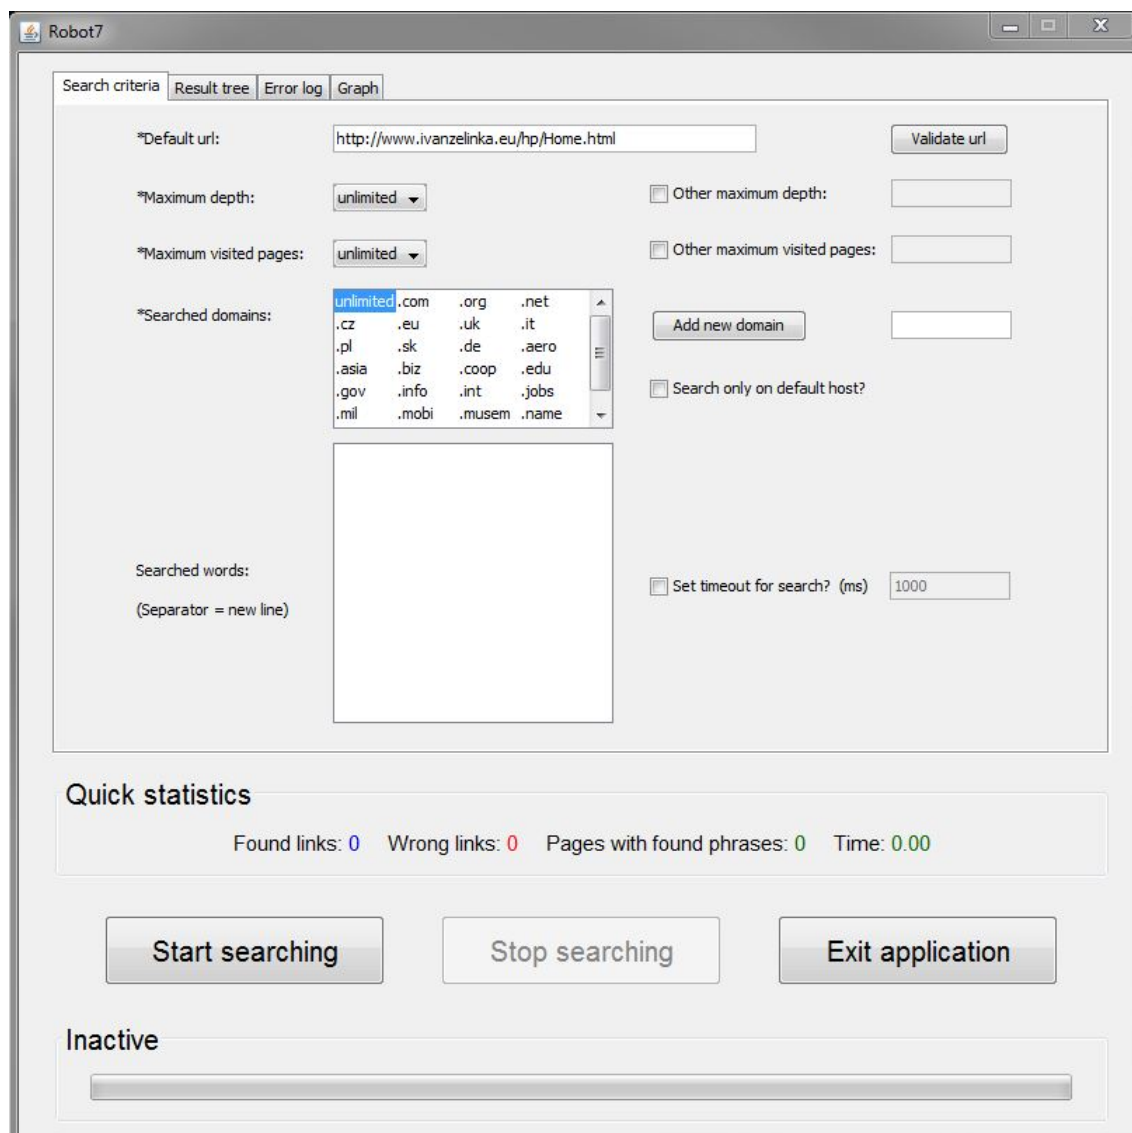 Robot7
Search criteria Result tree Error log Graph
*Default url: http://www.ivanzelinka.eu/hp/Home.html Validate url
*Maximum depth: unlimited Other maximum depth:
*Maximum visited pages: unlimited Other maximum visited pages:
*Searched domains:
unlimited .com .org .net
.cz .eu .uk .it
.pl .sk .de .aero
.asia .biz .coop .edu
.gov .info .int .jobs
.mil .mobi .musem .name
Add new domain
Search only on default host?
Searched words:
(Separator = new line)
Set timeout for search? (ms) 1000
Quick statistics
Found links: 0 Wrong links: 0 Pages with found phrases: 0 Time: 0.00
Start searching Stop searching Exit application
Inactive